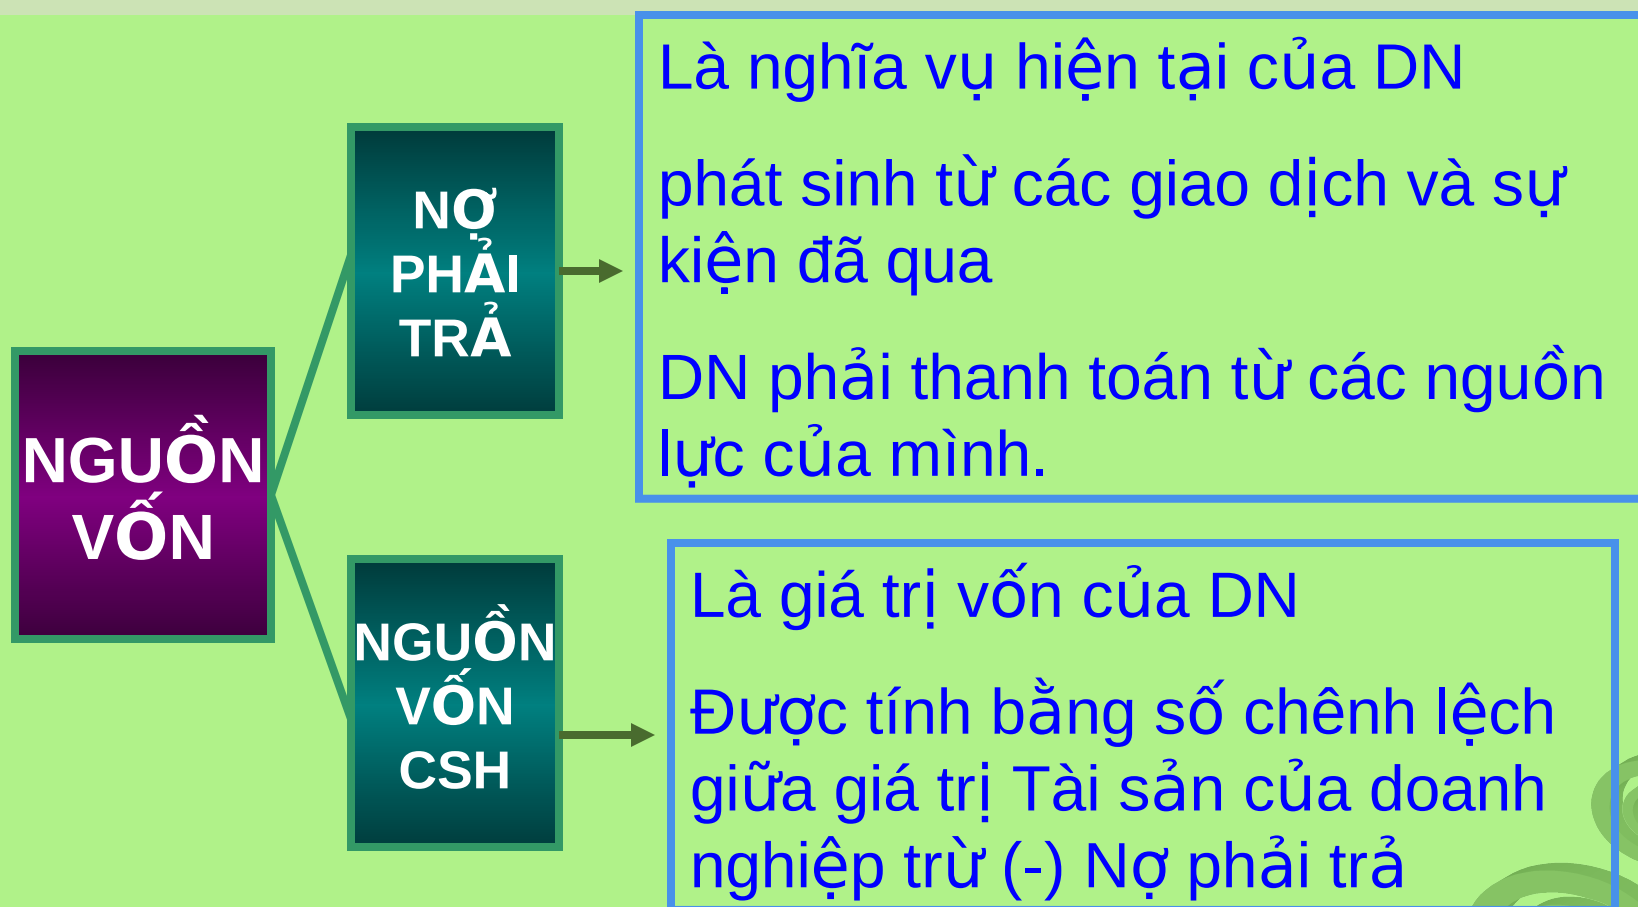 Là nghĩa vụ hiện tại của DN
phát sinh từ các giao dịch và sự
kiện đã qua
DN phải thanh toán từ các nguồn
lực của mình.
NỢ
PHẢI
TRẢ
NGUỒN
VỐN
NGUỒN
VỐN
CSH
Là giá trị vốn của DN
Được tính bằng số chênh lệch
giữa giá trị Tài sản của doanh
nghiệp trừ (-) Nợ phải trả